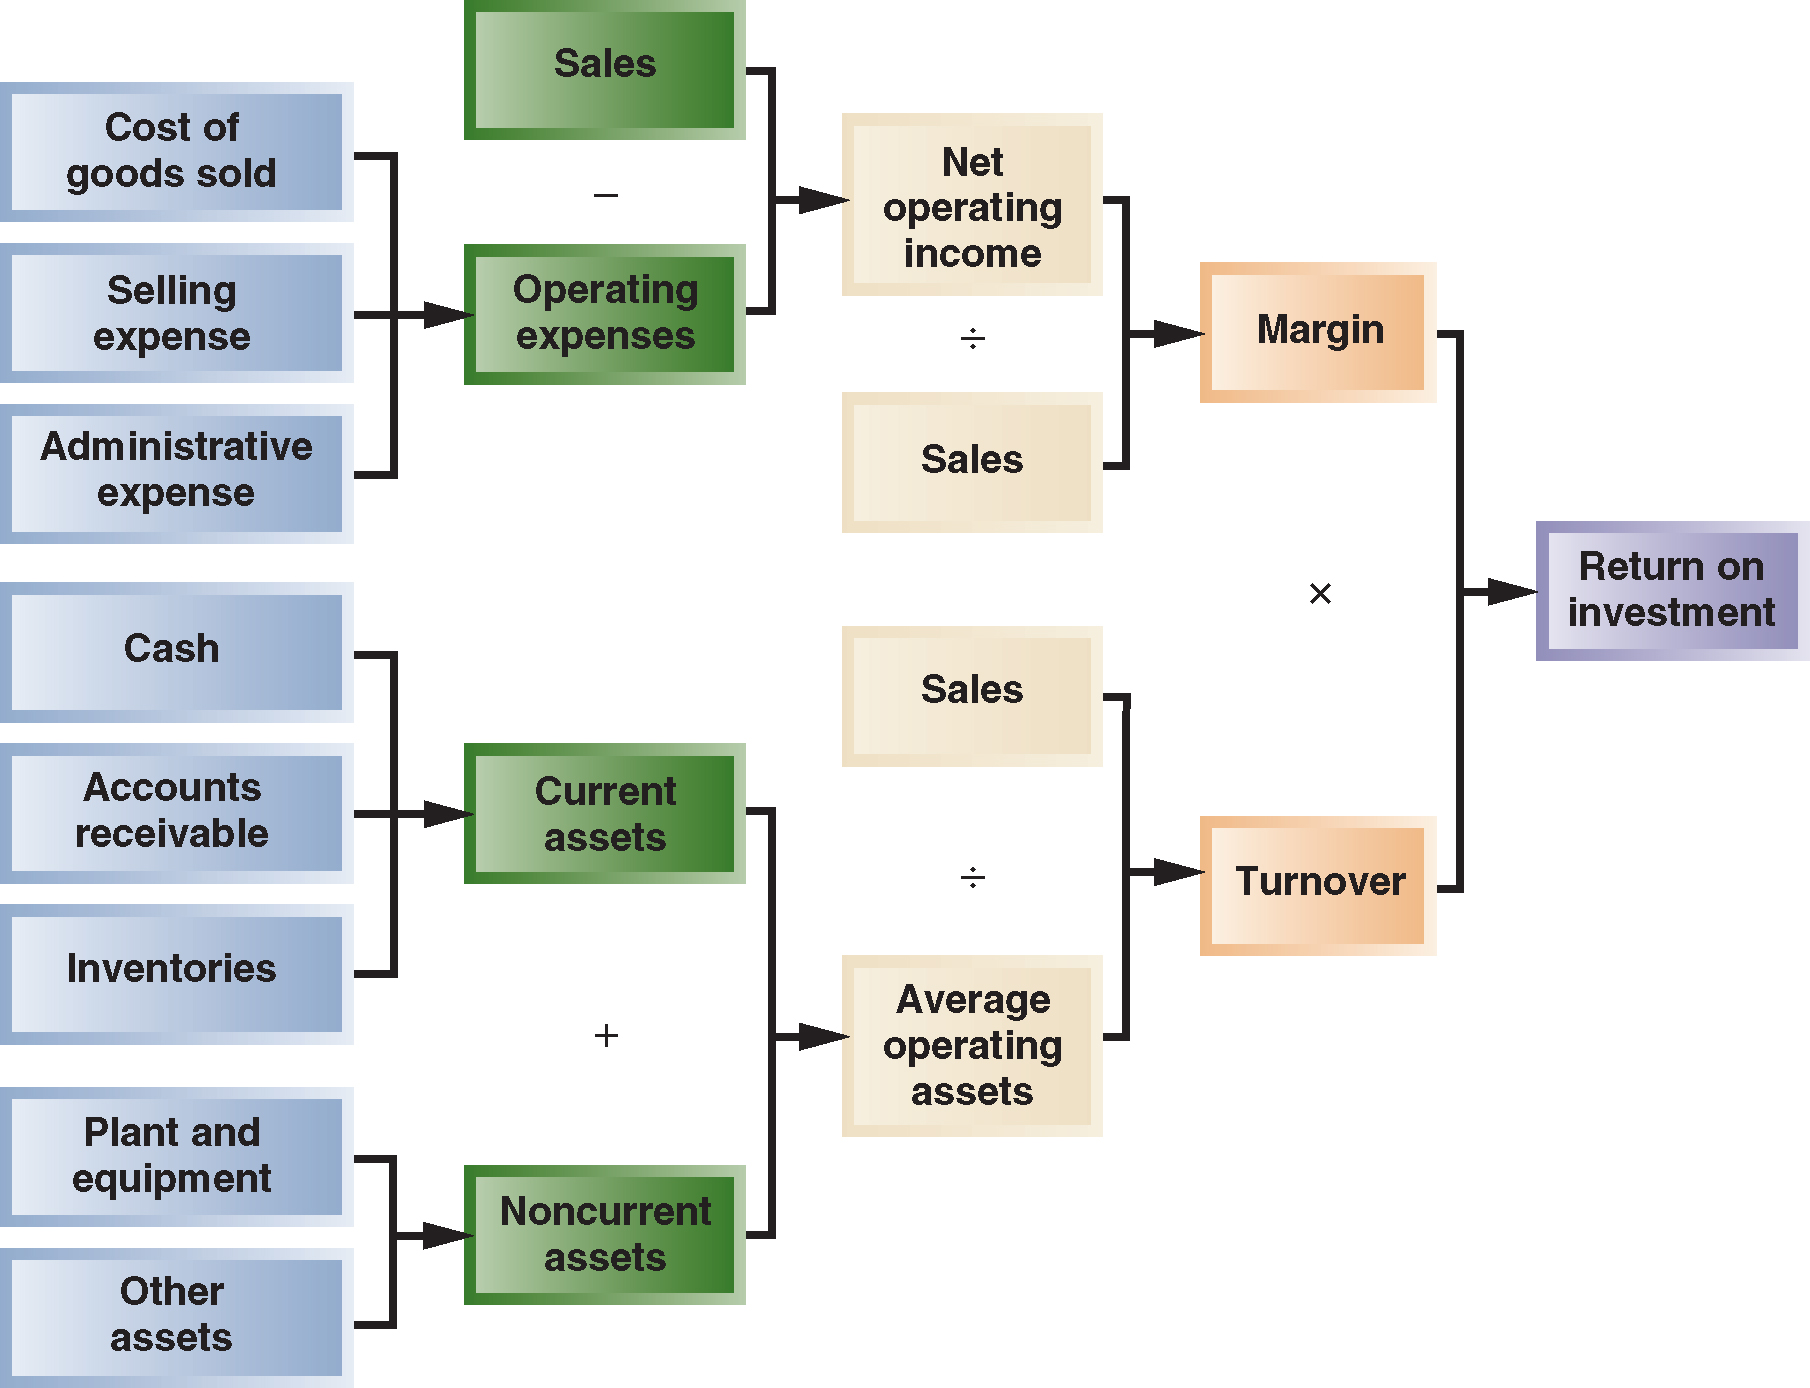 Cost of
goods sold
Selling
expense
Administrative
expense
Cash
Accounts
receivable
Inventories
Plant and
equipment
Other
assets
Sales
−
Operating
expenses
Current
assets
+
Noncurrent
assets
Net
operating
income
÷
Sales
Sales
÷
Average
operating
assets
Margin
×
Turnover
Return on
investment